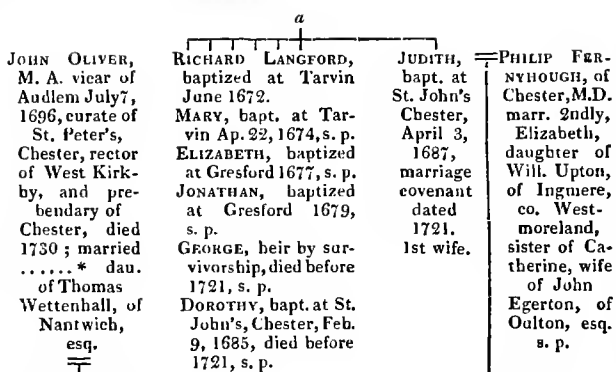 a
JOHN OLIVER,
M. A. vicar of
Audlem July 7,
1696, curate of
St. Peter's,
Chester, rector
of West Kirk-
by, and pre-
bendary of
Chester, died
1730 ; married
......* dau.
of Thomas
Wettenhall, of
Nantwich,
esq.
RICHARD LANGFORD,
baptized at Tarvin
June 1672.
MARY, bapt. at Tar-
vin Ap. 22, 1674, s. p.
ELIZABETH, baptized
at Gresford 1677, s. p.
JONATHAN, baptized
at Gresford 1679,
s. p.
GEORGE, heir by sur-
vivorship, died before
1721, s. p.
DOROTHY, bapt. at St.
John's, Chester, Feb.
9, 1685, died before
1721, s. p.
JUDITH,
bapt. at
St. John's
Chester,
April 3,
1687,
marriage
covenant
dated
1721.
1st wife.
PHILIP FER-
NYHOUGH, of
Chester, M.D.
marr. 2ndly,
Elizabeth,
daughter of
Will. Upton,
of Ingmere,
co. West-
moreland,
sister of Ca-
therine, wife
of John
Egerton, of
Oulton, esq.
s. p.